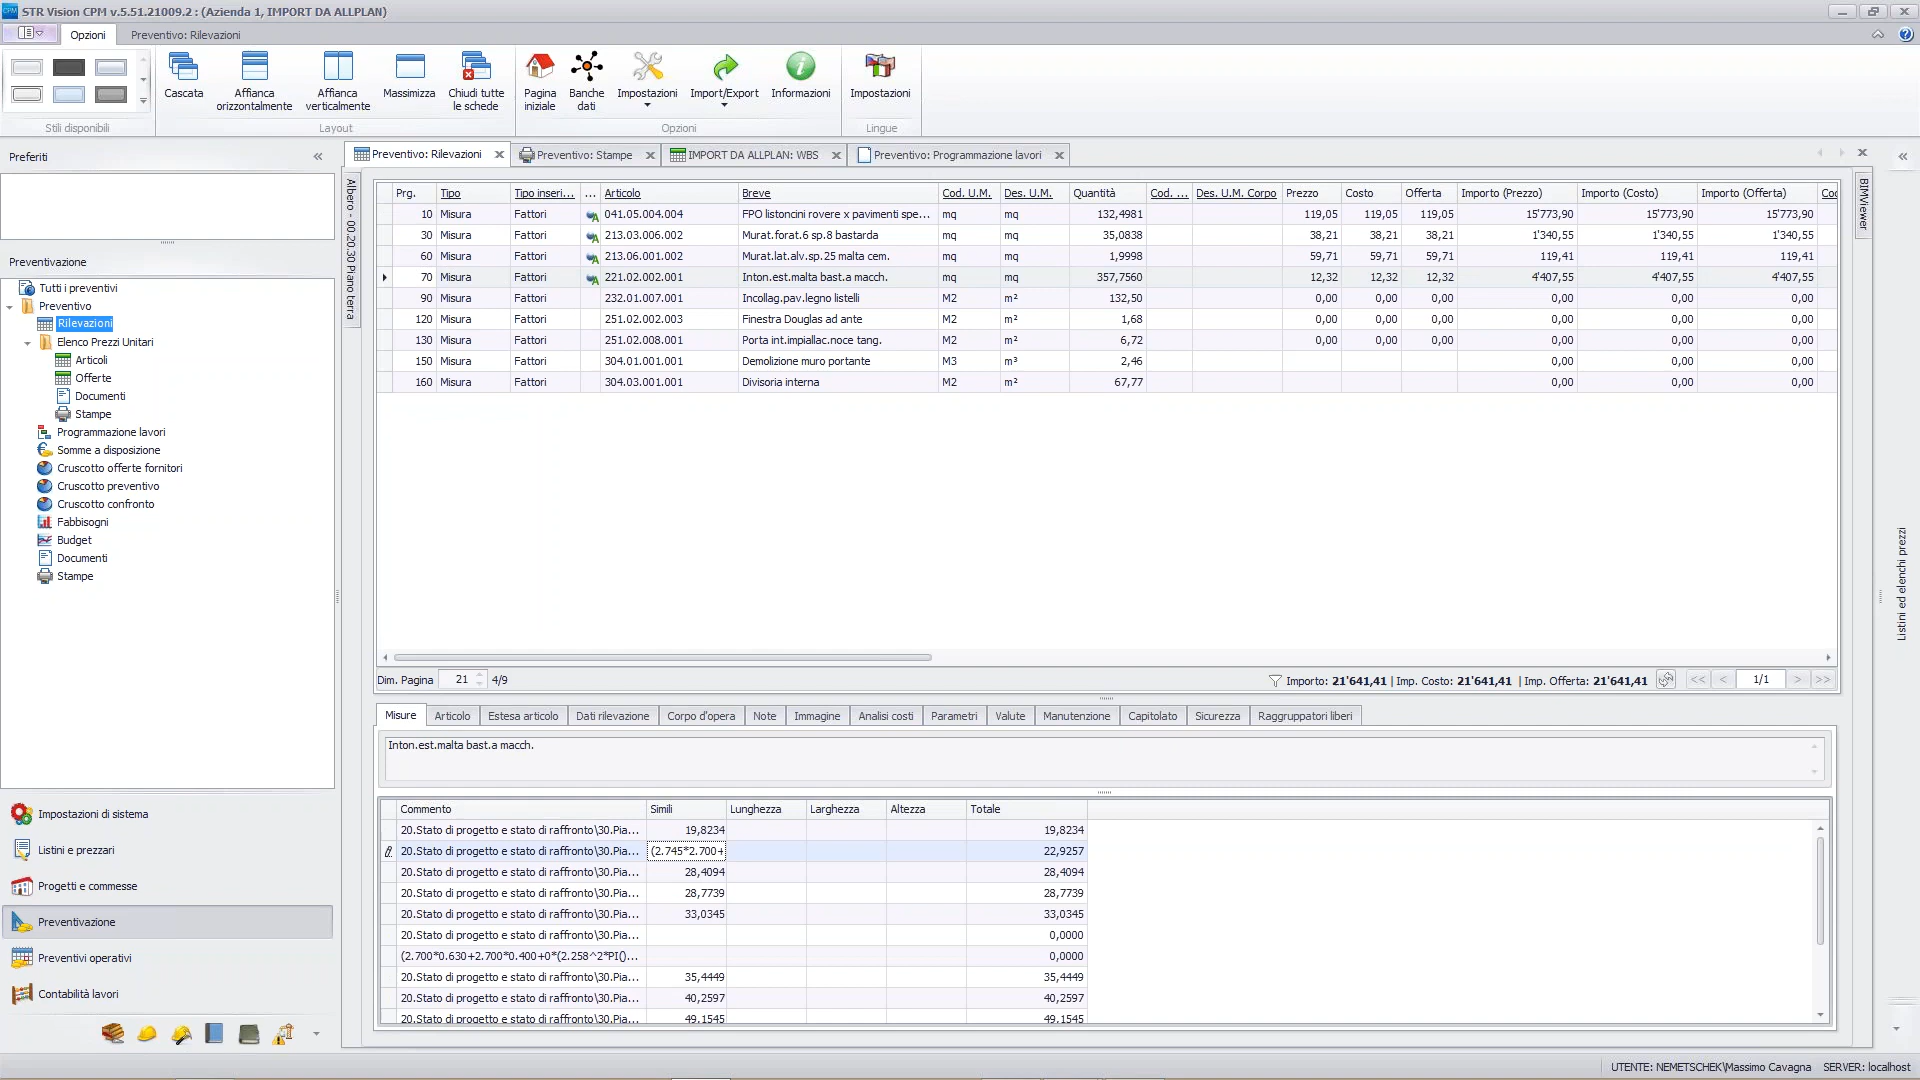 STR Vision CPM v.5.51.21009.2 : (Azienda 1, IMPORT DA ALLPLAN)
Opzioni Preventivo: Rilevazioni
Cascata
Affianca orizzontalmente
Affianca verticalmente
Massimizza
Chiudi tutte le schede
Pagina iniziale
Banche dati
Impostazioni
Import/Export
Informazioni
Impostazioni
Stili disponibili Layout Opzioni Lingue
Preferiti
Preventivazione
Tutti i preventivi
Preventivo
Rilevazioni
Elenco Prezzi Unitari
Articoli
Offerte
Documenti
Stampe
Programmazione lavori
Somme a disposizione
Cruscotto offerte fornitori
Cruscotto preventivo
Cruscotto confronto
Fabbisogni
Budget
Documenti
Stampe
Impostazioni di sistema
Listini e prezzari
Progetti e commesse
Preventivazione
Preventivi operativi
Contabilità lavori
Preventivo: Rilevazioni Preventivo: Stampe IMPORT DA ALLPLAN: WBS Preventivo: Programmazione lavori
Albero - 00.20.30 Piano terra
Prg. Tipo Tipo inseri... ... Articolo Breve Cod. U.M. Des. U.M. Quantità Cod. ... Des. U.M. Corpo Prezzo Costo Offerta Importo (Prezzo) Importo (Costo) Importo (Offerta) Coc
10 Misura Fattori 041.05.004.004 FPO listoncini rovere x pavimenti spe... mq mq 132,4981 119,05 119,05 119,05 15'773,90 15'773,90 15'773,90
30 Misura Fattori 213.03.006.002 Murat.forat.6 sp.8 bastarda mq mq 35,0838 38,21 38,21 38,21 1'340,55 1'340,55 1'340,55
60 Misura Fattori 213.06.001.002 Murat.lat.alv.sp.25 malta cem. mq mq 1,9998 59,71 59,71 59,71 119,41 119,41 119,41
70 Misura Fattori 221.02.002.001 Inton.est.malta bast.a macch. mq mq 357,7560 12,32 12,32 12,32 4'407,55 4'407,55 4'407,55
90 Misura Fattori 232.01.007.001 Incollag.pav.legno listelli M2 m² 132,50 0,00 0,00 0,00 0,00 0,00 0,00
120 Misura Fattori 251.02.002.003 Finestra Douglas ad ante M2 m² 1,68 0,00 0,00 0,00 0,00 0,00 0,00
130 Misura Fattori 251.02.008.001 Porta int.impiallac.noce tang. M2 m² 6,72 0,00 0,00 0,00 0,00 0,00 0,00
150 Misura Fattori 304.01.001.001 Demolizione muro portante M3 m³ 2,46 0,00 0,00 0,00
160 Misura Fattori 304.03.001.001 Divisoria interna M2 m² 67,77 0,00 0,00 0,00
Dim. Pagina 21 4/9 Importo: 21'641,41 | Imp. Costo: 21'641,41 | Imp. Offerta: 21'641,41 << < 1/1 > >>
Misure Articolo Estesa articolo Dati rilevazione Corpo d'opera Note Immagine Analisi costi Parametri Valute Manutenzione Capitolato Sicurezza Raggruppatori liberi
Inton.est.malta bast.a macch.
Commento Simili Lunghezza Larghezza Altezza Totale
20.Stato di progetto e stato di raffronto\30.Pia... 19,8234 19,8234
20.Stato di progetto e stato di raffronto\30.Pia... (2.745*2.700+ 22,9257
20.Stato di progetto e stato di raffronto\30.Pia... 28,4094 28,4094
20.Stato di progetto e stato di raffronto\30.Pia... 28,7739 28,7739
20.Stato di progetto e stato di raffronto\30.Pia... 33,0345 33,0345
20.Stato di progetto e stato di raffronto\30.Pia... 0,0000
(2.700*0.630+2.700*0.400+0*(2.258^2*PI()... 0,0000
20.Stato di progetto e stato di raffronto\30.Pia... 35,4449 35,4449
20.Stato di progetto e stato di raffronto\30.Pia... 40,2597 40,2597
20.Stato di progetto e stato di raffronto\30.Pia... 49,1545 49,1545
BIMViewer
Listini ed elenchi prezzi
UTENTE: NEMETSCHEK\Massimo Cavagna SERVER: localhost